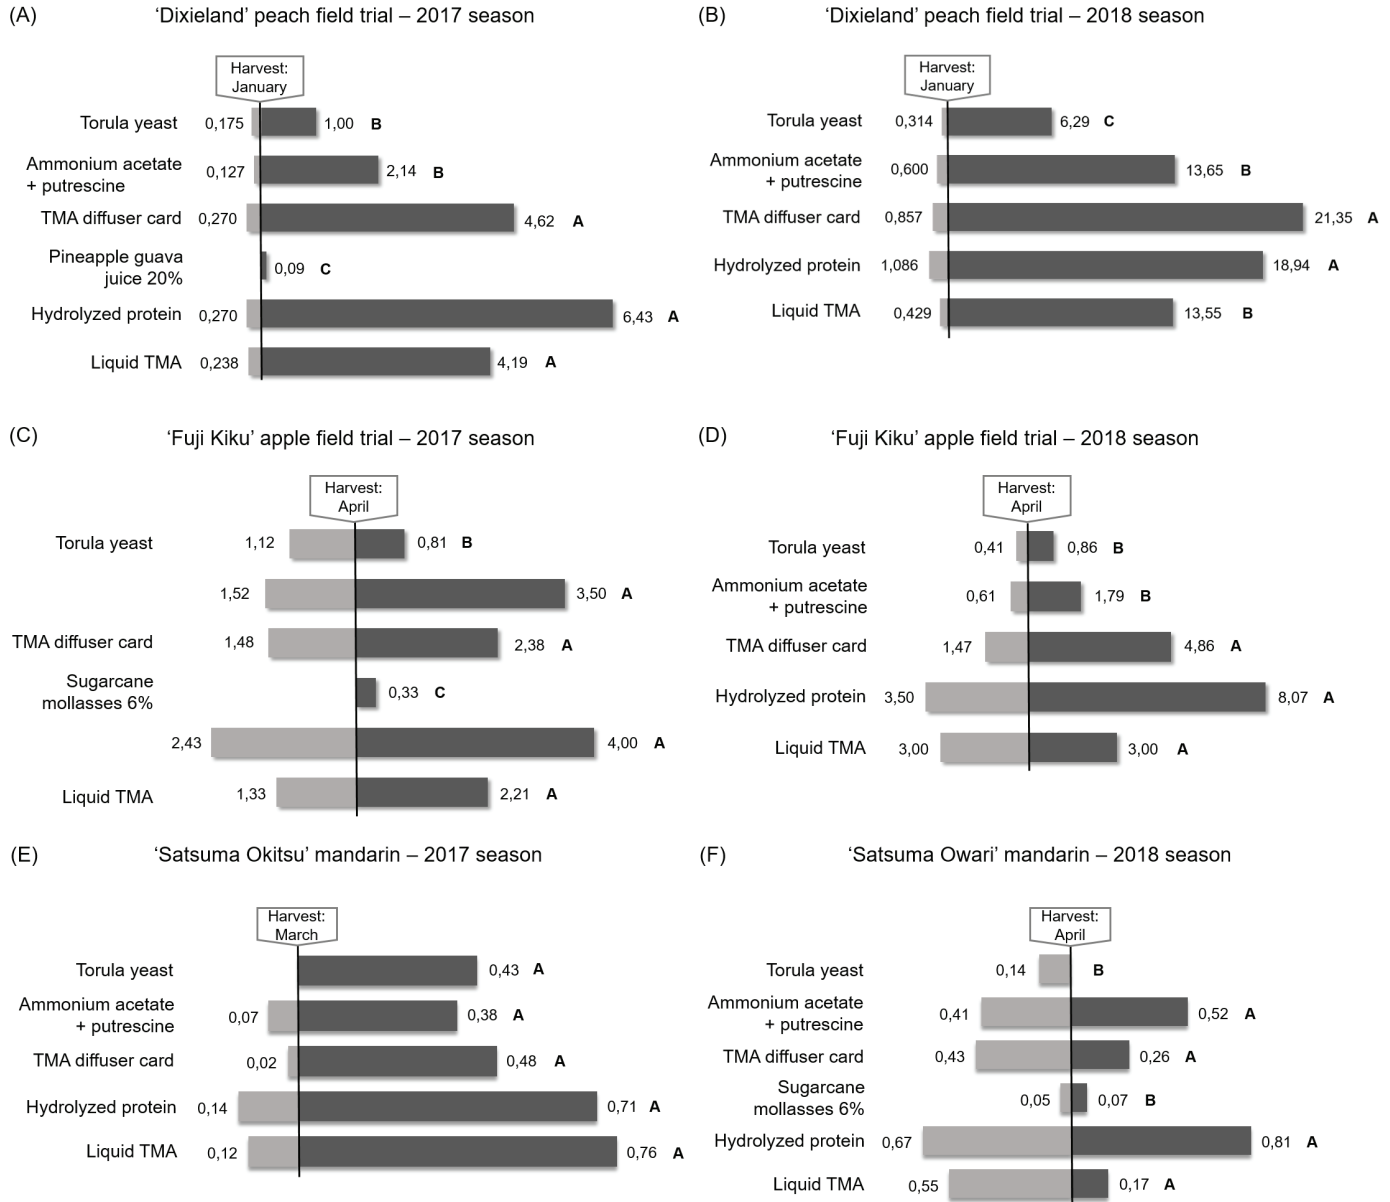 (A)
‘Dixieland’ peach field trial – 2017 season
Harvest:
January
Torula yeast 0,175 1,00 B
Ammonium acetate
+ putrescine 0,127 2,14 B
TMA diffuser card 0,270 4,62 A
Pineapple guava
juice 20% 0,09 C
Hydrolyzed protein 0,270 6,43 A
Liquid TMA 0,238 4,19 A
(B)
‘Dixieland’ peach field trial – 2018 season
Harvest:
January
Torula yeast 0,314 6,29 C
Ammonium acetate
+ putrescine 0,600 13,65 B
TMA diffuser card 0,857 21,35 A
Hydrolyzed protein 1,086 18,94 A
Liquid TMA 0,429 13,55 B
(C)
‘Fuji Kiku’ apple field trial – 2017 season
Harvest:
April
Torula yeast 1,12 0,81 B
1,52 3,50 A
TMA diffuser card 1,48 2,38 A
Sugarcane
mollasses 6% 0,33 C
2,43 4,00 A
Liquid TMA 1,33 2,21 A
(D)
‘Fuji Kiku’ apple field trial – 2018 season
Harvest:
April
Torula yeast 0,41 0,86 B
Ammonium acetate
+ putrescine 0,61 1,79 B
TMA diffuser card 1,47 4,86 A
Hydrolyzed protein 3,50 8,07 A
Liquid TMA 3,00 3,00 A
(E)
‘Satsuma Okitsu’ mandarin – 2017 season
Harvest:
March
Torula yeast 0,43 A
Ammonium acetate
+ putrescine 0,07 0,38 A
TMA diffuser card 0,02 0,48 A
Hydrolyzed protein 0,14 0,71 A
Liquid TMA 0,12 0,76 A
(F)
‘Satsuma Owari’ mandarin – 2018 season
Harvest:
April
Torula yeast 0,14 B
Ammonium acetate
+ putrescine 0,41 0,52 A
TMA diffuser card 0,43 0,26 A
Sugarcane
mollasses 6% 0,05 0,07 B
Hydrolyzed protein 0,67 0,81 A
Liquid TMA 0,55 0,17 A